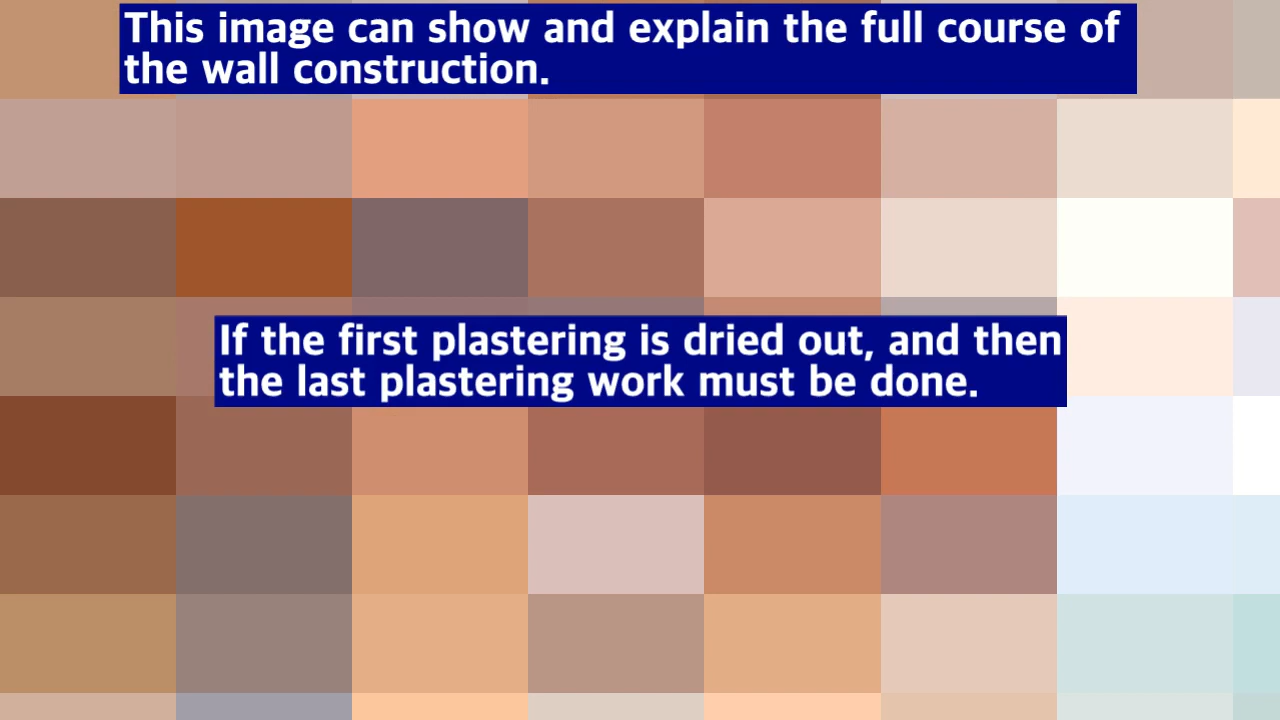 This image can show and explain the full course of
the wall construction.
If the first plastering is dried out, and then
the last plastering work must be done.